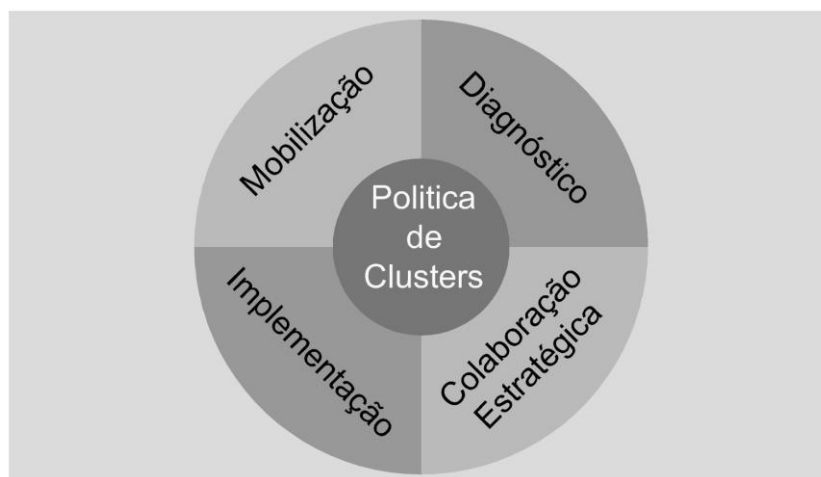 Mobilização
Diagnóstico
Politica
de
Clusters
Implementação
Colaboração
Estratégica